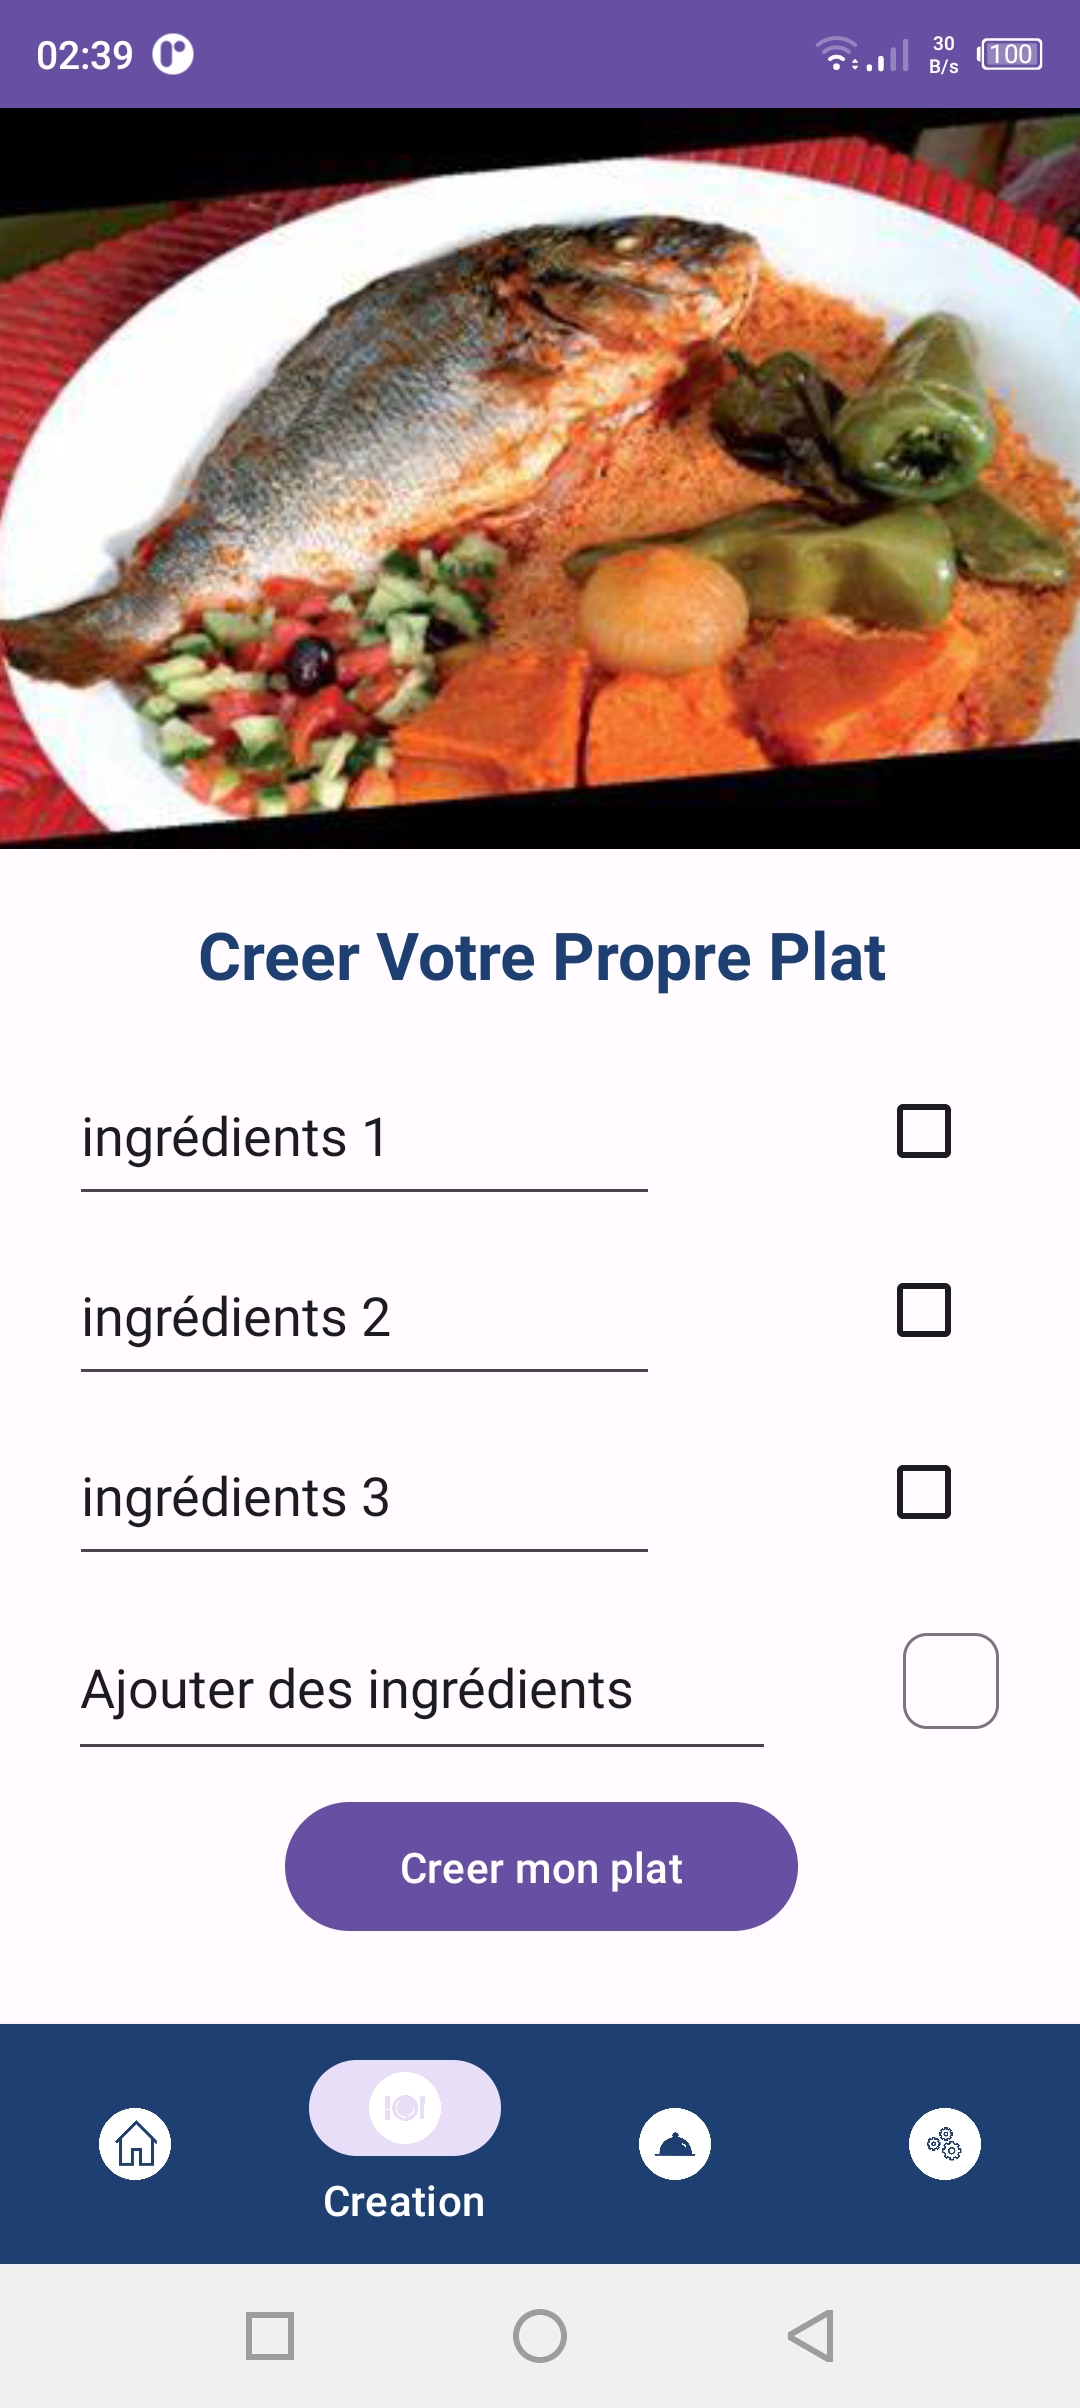 02:39
30
B/s
100
Creer Votre Propre Plat
ingrédients 1
ingrédients 2
ingrédients 3
Ajouter des ingrédients
Creer mon plat
Creation